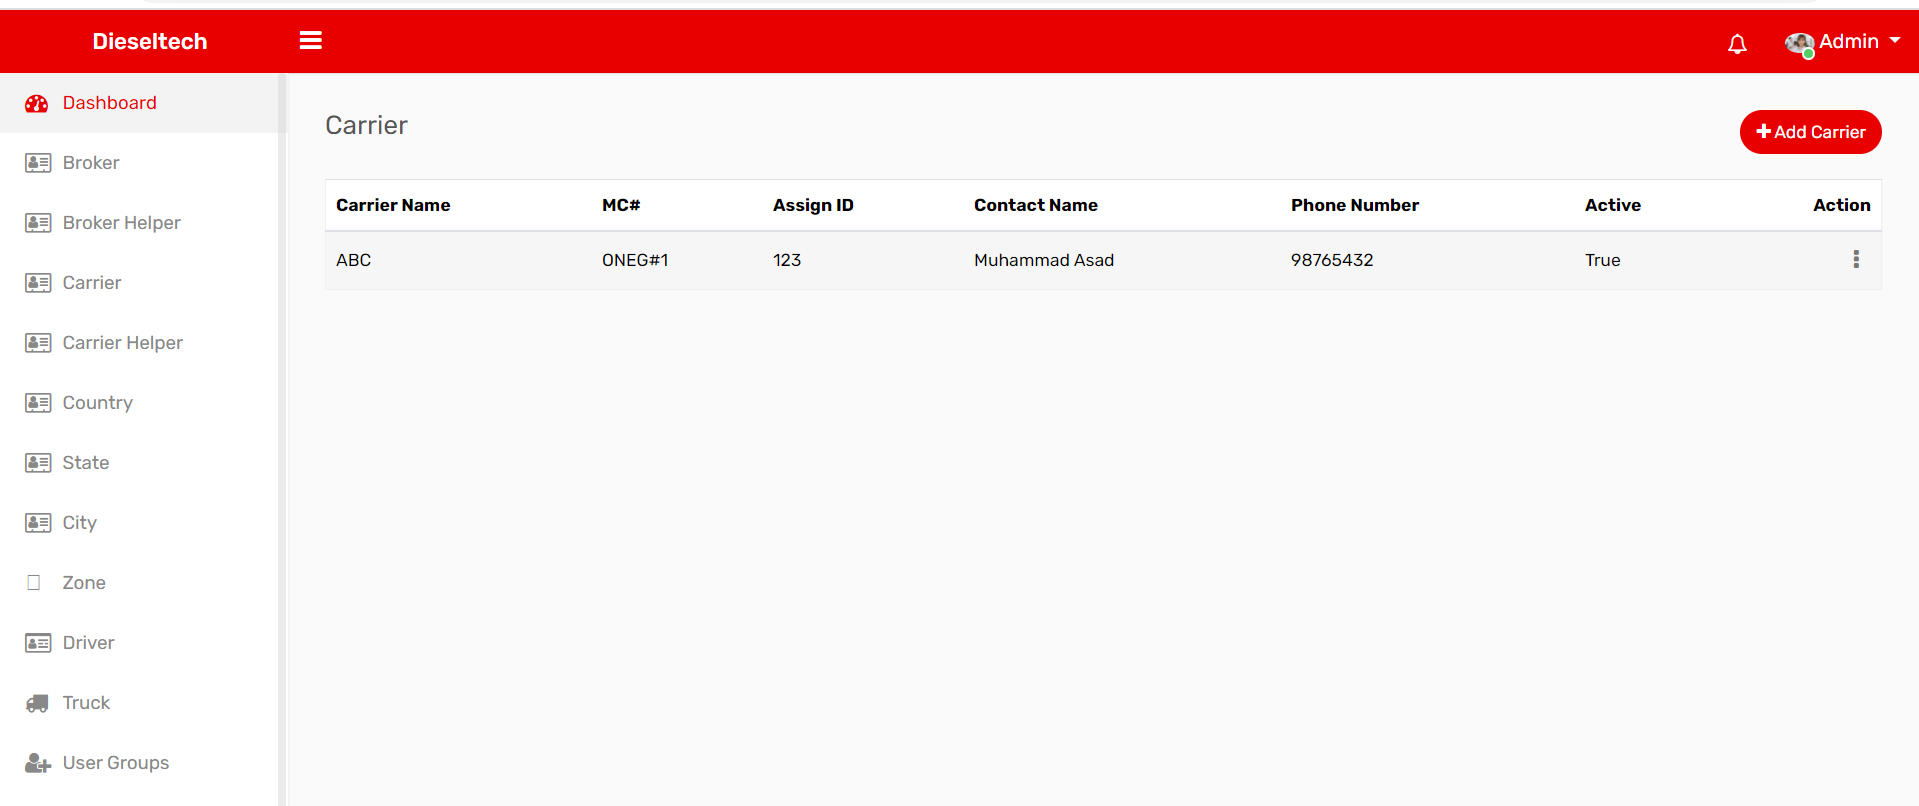 Dieseltech
Admin
Dashboard
Broker
Broker Helper
Carrier
Carrier Helper
Country
State
City
Zone
Driver
Truck
User Groups
Carrier
Add Carrier
Carrier Name MC# Assign ID Contact Name Phone Number Active Action
ABC ONEG#1 123 Muhammad Asad 98765432 True